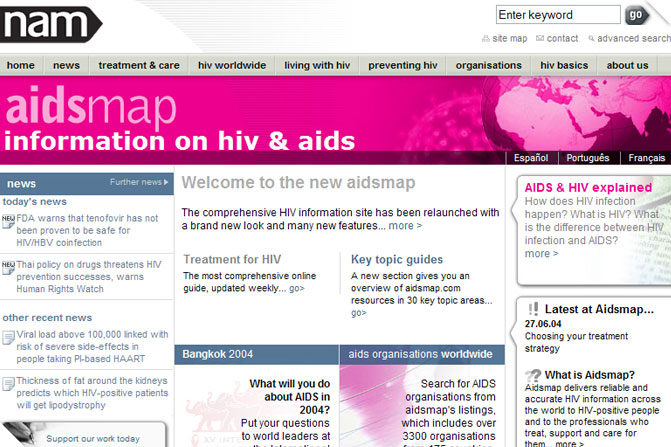 nam
Enter keyword
go
site map
contact
advanced search
home
news
treatment & care
hiv worldwide
living with hiv
preventing hiv
organisations
hiv basics
about us
aidsmap
information on hiv & aids
Español
Português
Français
news
Further news
today's news
NEW
FDA warns that tenofovir has not
been proven to be safe for
HIV/HBV coinfection
NEW
Thai policy on drugs threatens HIV
prevention successes, warns
Human Rights Watch
other recent news
Viral load above 100,000 linked with
risk of severe side-effects in
people taking PI-based HAART
Thickness of fat around the kidneys
predicts which HIV-positive patients
will get lipodystrophy
Support our work today
Welcome to the new aidsmap
The comprehensive HIV information site has been relaunched with
a brand new look and many new features... more >
Treatment for HIV
The most comprehensive online
guide, updated weekly... go>
Key topic guides
A new section gives you an
overview of aidsmap.com
resources in 30 key topic areas...
go>
Bangkok 2004
What will you do
about AIDS in
2004?
Put your questions
to world leaders at
aids organisations worldwide
Search for AIDS
organisations from
aidsmap's listings,
which includes over
3300 organisations
AIDS & HIV explained
How does HIV infection
happen? What is HIV? What
is the difference between HIV
infection and AIDS?
more >
!! Latest at Aidsmap...
27.06.04
Choosing your treatment
strategy
?? What is Aidsmap?
Aidsmap delivers reliable and
accurate HIV information across
the world to HIV-positive people
and to the professionals who
treat, support and care for
them... more >